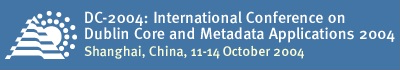 DC-2004: International Conference on
Dublin Core and Metadata Applications 2004
Shanghai, China, 11-14 October 2004